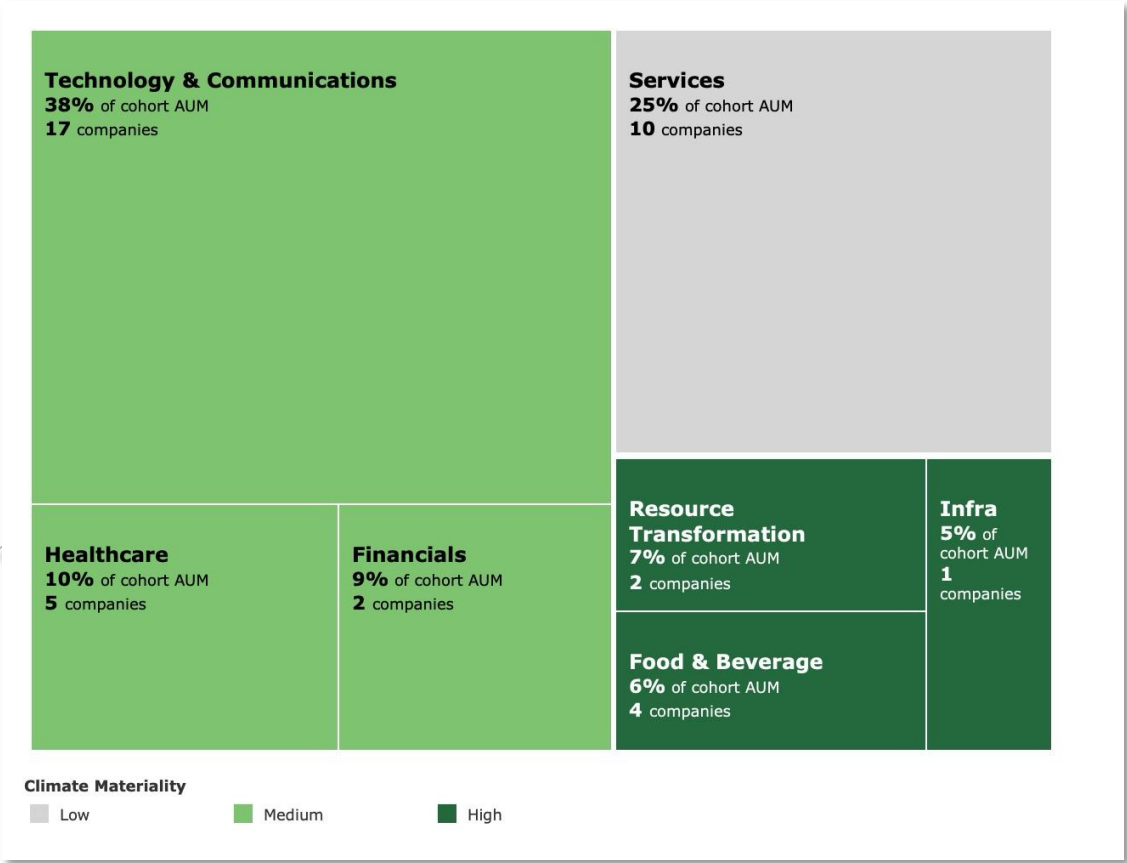 Technology & Communications
38% of cohort AUM
17 companies
Services
25% of cohort AUM
10 companies
Healthcare
10% of cohort AUM
5 companies
Financials
9% of cohort AUM
2 companies
Resource
Transformation
7% of cohort AUM
2 companies
Infra
5% of
cohort AUM
1
companies
Food & Beverage
6% of cohort AUM
4 companies
Climate Materiality
Low
Medium
High